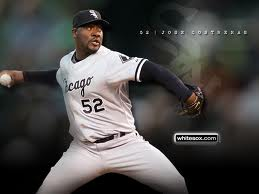 52 | JOSE CONTRERAS
Chicago
52
whitesox.com